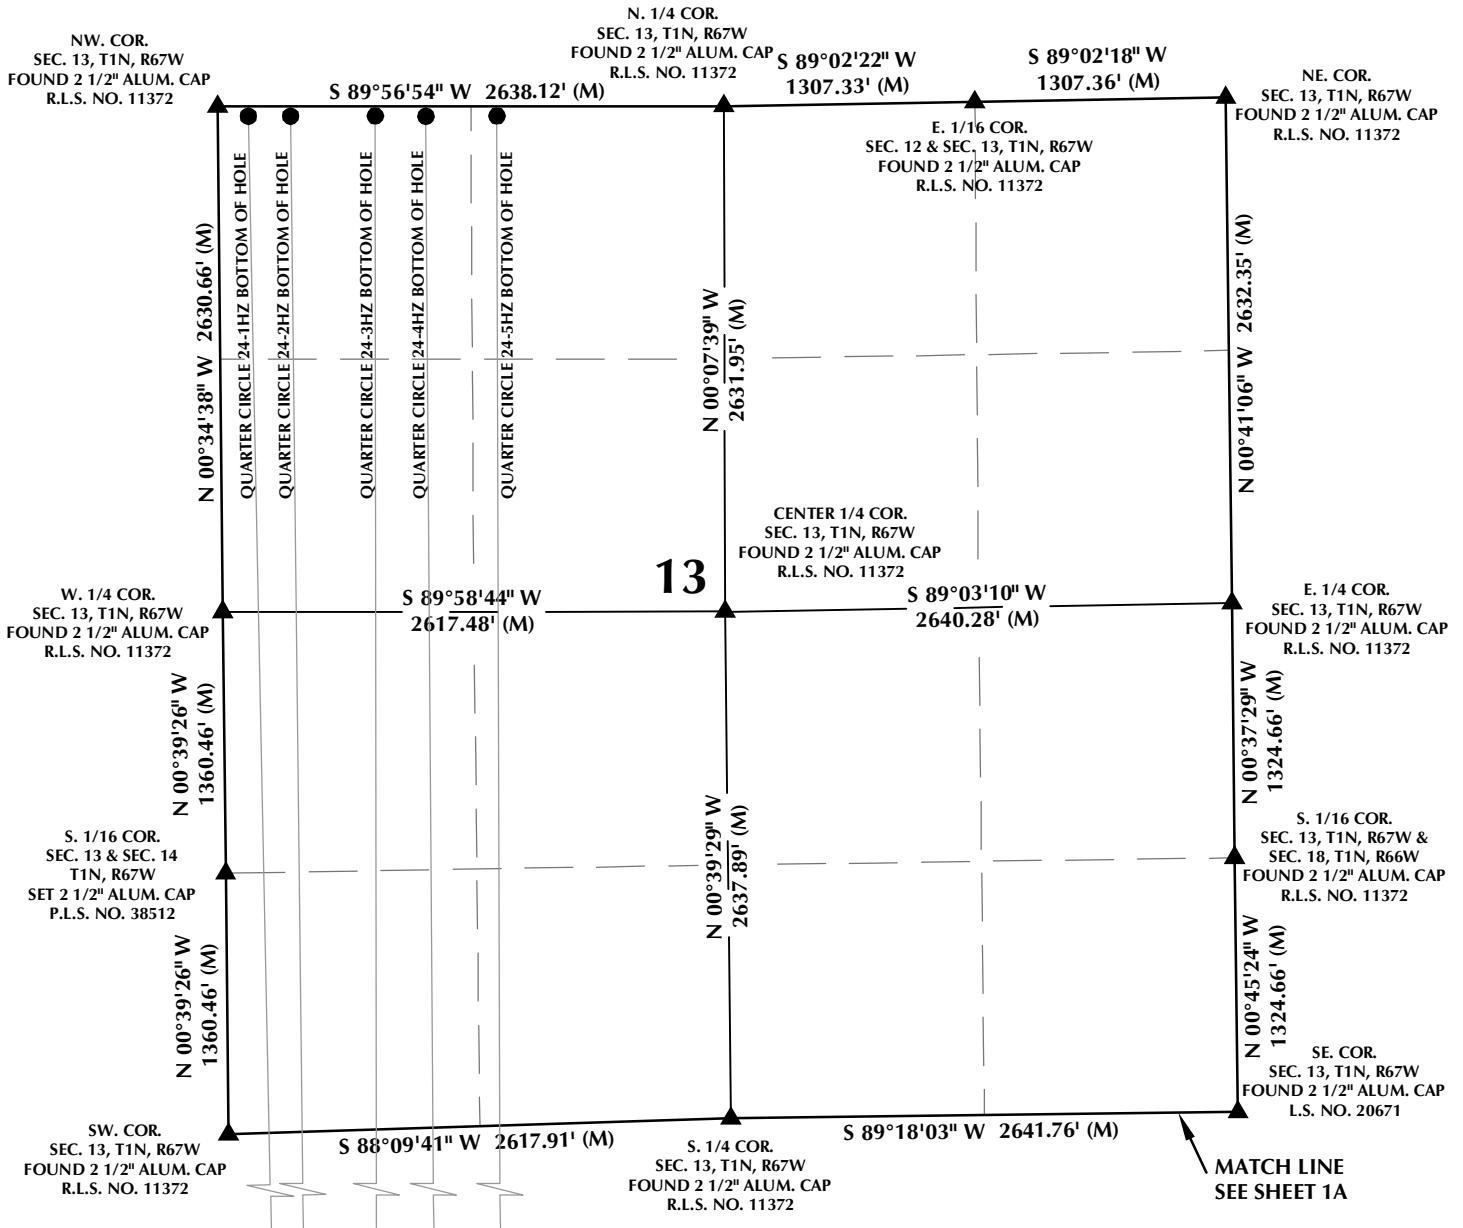 NW. COR.
SEC. 13, T1N, R67W
FOUND 2 1/2" ALUM. CAP
R.L.S. NO. 11372
S 89°56'54" W 2638.12' (M)
N. 1/4 COR.
SEC. 13, T1N, R67W
FOUND 2 1/2" ALUM. CAP
R.L.S. NO. 11372
S 89°02'22" W
1307.33' (M)
S 89°02'18" W
1307.36' (M)
NE. COR.
SEC. 13, T1N, R67W
FOUND 2 1/2" ALUM. CAP
R.L.S. NO. 11372
E. 1/16 COR.
SEC. 12 & SEC. 13, T1N, R67W
FOUND 2 1/2" ALUM. CAP
R.L.S. NO. 11372
N 00°34'38" W 2630.66' (M)
QUARTER CIRCLE 24-1HZ BOTTOM OF HOLE
QUARTER CIRCLE 24-2HZ BOTTOM OF HOLE
QUARTER CIRCLE 24-3HZ BOTTOM OF HOLE
QUARTER CIRCLE 24-4HZ BOTTOM OF HOLE
QUARTER CIRCLE 24-5HZ BOTTOM OF HOLE
N 00°07'39" W
2631.95' (M)
N 00°41'06" W 2632.35' (M)
CENTER 1/4 COR.
SEC. 13, T1N, R67W
FOUND 2 1/2" ALUM. CAP
R.L.S. NO. 11372
13
W. 1/4 COR.
SEC. 13, T1N, R67W
FOUND 2 1/2" ALUM. CAP
R.L.S. NO. 11372
S 89°58'44" W
2617.48' (M)
S 89°03'10" W
2640.28' (M)
E. 1/4 COR.
SEC. 13, T1N, R67W
FOUND 2 1/2" ALUM. CAP
R.L.S. NO. 11372
N 00°39'26" W
1360.46' (M)
N 00°37'29" W
1324.66' (M)
S. 1/16 COR.
SEC. 13 & SEC. 14
T1N, R67W
SET 2 1/2" ALUM. CAP
P.L.S. NO. 38512
N 00°39'29" W
2637.89' (M)
S. 1/16 COR.
SEC. 13, T1N, R67W &
SEC. 18, T1N, R66W
FOUND 2 1/2" ALUM. CAP
R.L.S. NO. 11372
N 00°39'26" W
1360.46' (M)
N 00°45'24" W
1324.66' (M)
SE. COR.
SEC. 13, T1N, R67W
FOUND 2 1/2" ALUM. CAP
L.S. NO. 20671
SW. COR.
SEC. 13, T1N, R67W
FOUND 2 1/2" ALUM. CAP
R.L.S. NO. 11372
S 88°09'41" W 2617.91' (M)
S. 1/4 COR.
SEC. 13, T1N, R67W
FOUND 2 1/2" ALUM. CAP
R.L.S. NO. 11372
S 89°18'03" W 2641.76' (M)
MATCH LINE
SEE SHEET 1A